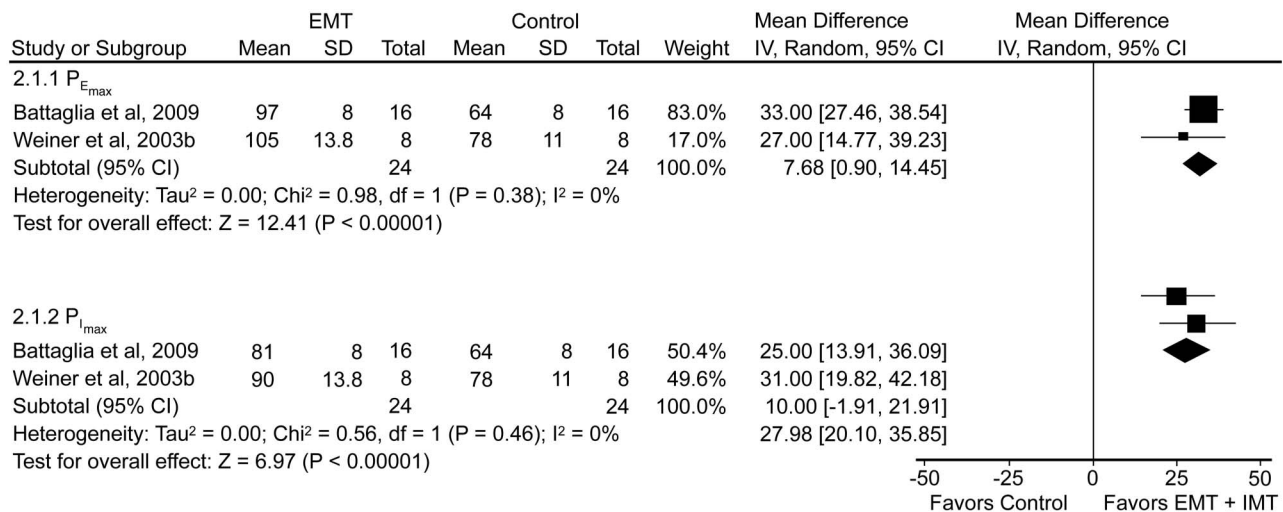 EMT Control Mean Difference Mean Difference
Study or Subgroup Mean SD Total Mean SD Total Weight IV, Random, 95% CI IV, Random, 95% CI
2.1.1 PEmax
Battaglia et al, 2009 97 8 16 64 8 16 83.0% 33.00 [27.46, 38.54]
Weiner et al, 2003b 105 13.8 8 78 11 8 17.0% 27.00 [14.77, 39.23]
Subtotal (95% CI) 24 24 100.0% 7.68 [0.90, 14.45]
Heterogeneity: Tau² = 0.00; Chi² = 0.98, df = 1 (P = 0.38); I² = 0%
Test for overall effect: Z = 12.41 (P < 0.00001)
2.1.2 PImax
Battaglia et al, 2009 81 8 16 64 8 16 50.4% 25.00 [13.91, 36.09]
Weiner et al, 2003b 90 13.8 8 78 11 8 49.6% 31.00 [19.82, 42.18]
Subtotal (95% CI) 24 24 100.0% 10.00 [-1.91, 21.91]
Heterogeneity: Tau² = 0.00; Chi² = 0.56, df = 1 (P = 0.46); I² = 0% 27.98 [20.10, 35.85]
Test for overall effect: Z = 6.97 (P < 0.00001)
-50 -25 0 25 50
Favors Control Favors EMT + IMT